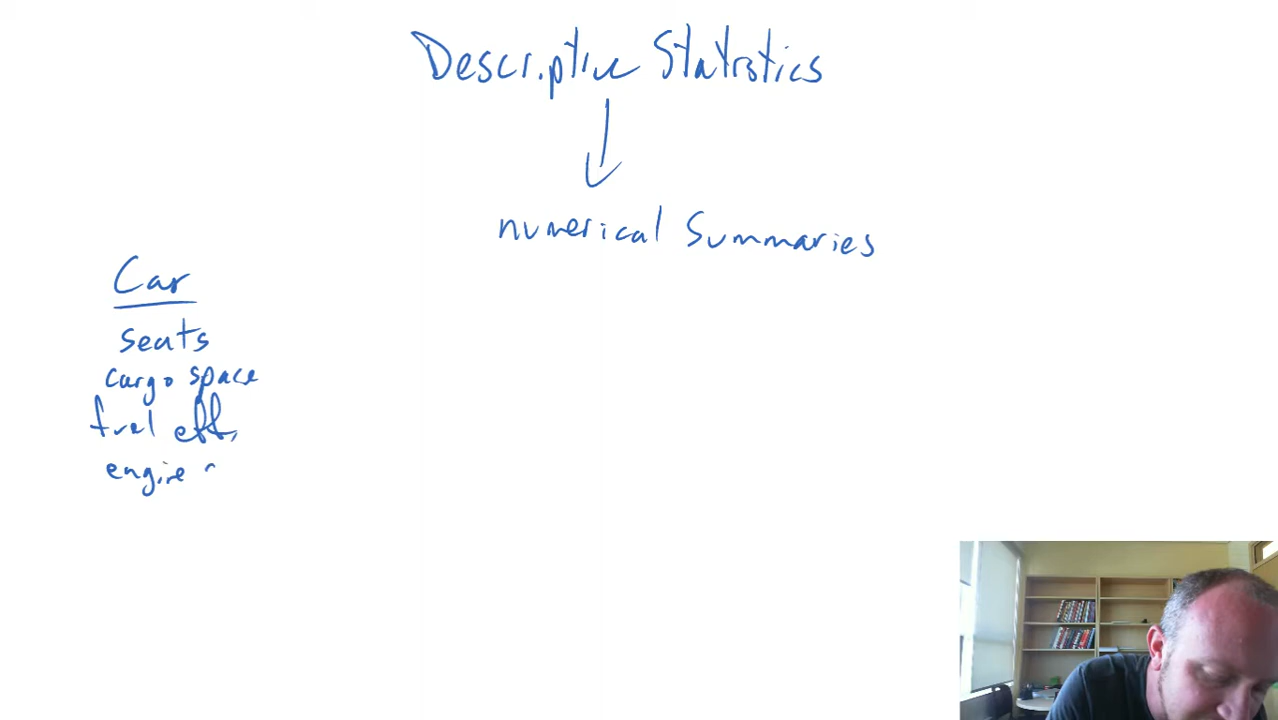 Descriptive Statistics
numerical Summaries
Car
seats
cargo space
fuel eff.
engine